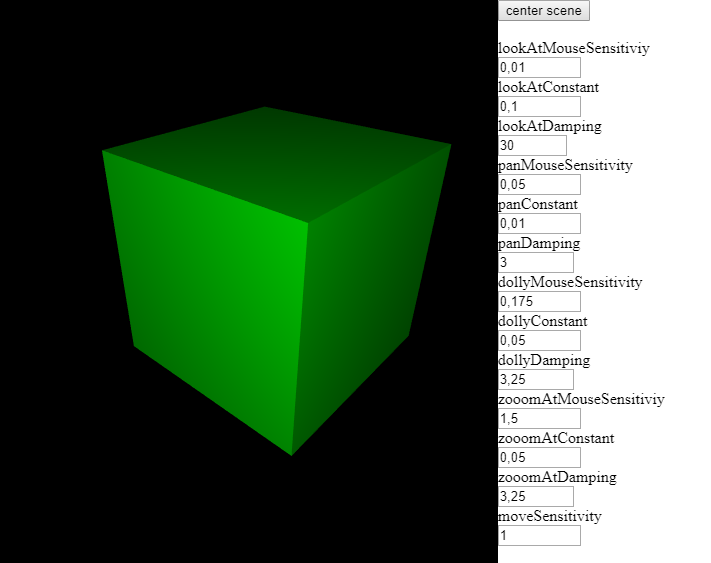 center scene
lookAtMouseSensitiviy
0,01
lookAtConstant
0,1
lookAtDamping
30
panMouseSensitivity
0,05
panConstant
0,01
panDamping
3
dollyMouseSensitivity
0,175
dollyConstant
0,05
dollyDamping
3,25
zooomAtMouseSensitiviy
1,5
zooomAtConstant
0,05
zooomAtDamping
3,25
moveSensitivity
1